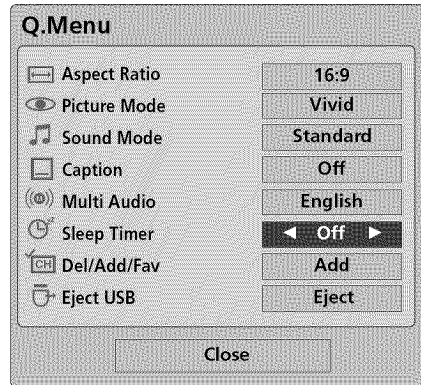 Q.Menu
Aspect Ratio 16:9
Picture Mode Vivid
Sound Mode Standard
Caption Off
Multi Audio English
Sleep Timer ◄ Off ►
CH Del/Add/Fav Add
Eject USB Eject
Close